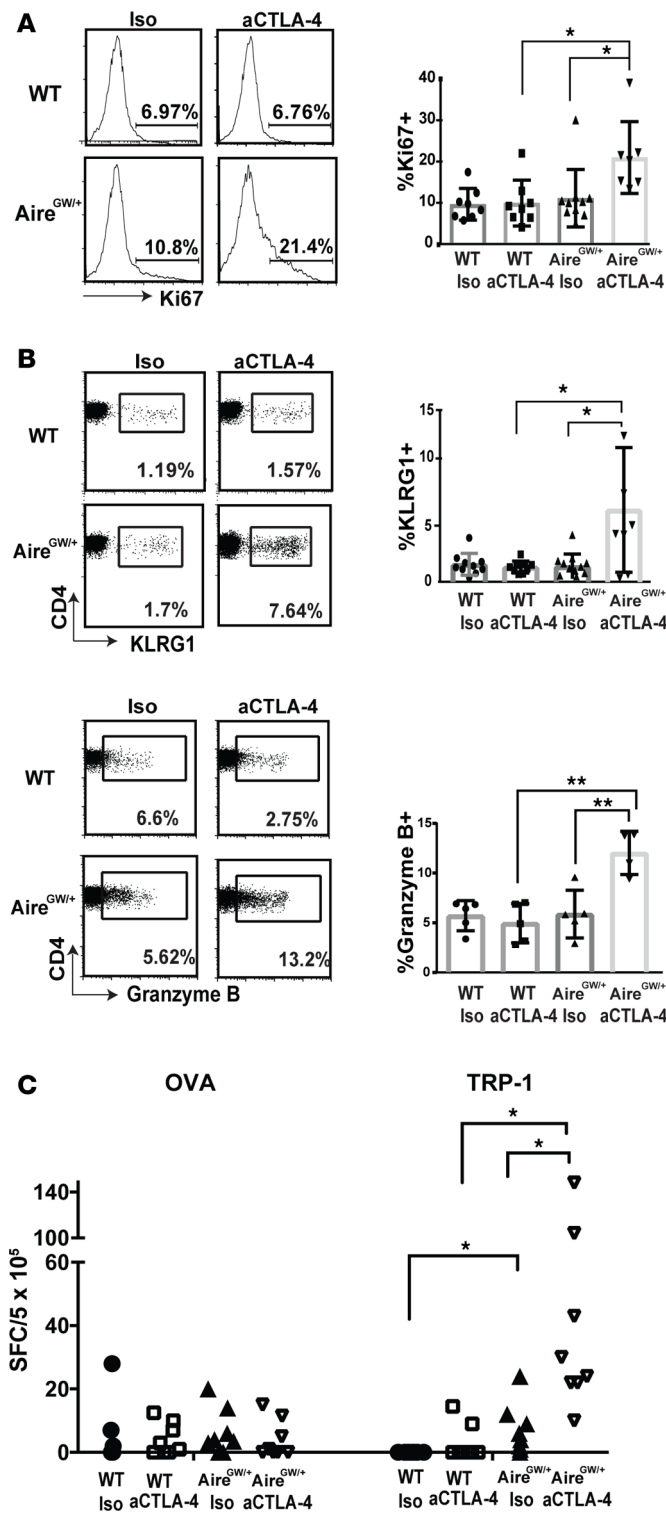 A
Iso
aCTLA-4
WT
6.97%
6.76%
Aire GW/+
10.8%
21.4%
Ki67
%Ki67+
40
30
20
10
0
*
*
WT Iso
WT aCTLA-4
Aire GW/+ Iso
Aire GW/+ aCTLA-4
B
Iso
aCTLA-4
WT
1.19%
1.57%
Aire GW/+
1.7%
7.64%
CD4
KLRG1
%KLRG1+
15
10
5
0
*
*
WT Iso
WT aCTLA-4
Aire GW/+ Iso
Aire GW/+ aCTLA-4
Iso
aCTLA-4
WT
6.6%
2.75%
Aire GW/+
5.62%
13.2%
CD4
Granzyme B
%Granzyme B+
15
10
5
0
**
**
WT Iso
WT aCTLA-4
Aire GW/+ Iso
Aire GW/+ aCTLA-4
C
OVA
TRP-1
SFC/5 x 10⁵
140
100
60
40
20
0
*
*
*
WT Iso
WT aCTLA-4
Aire GW/+ Iso
Aire GW/+ aCTLA-4
WT Iso
WT aCTLA-4
Aire GW/+ Iso
Aire GW/+ aCTLA-4